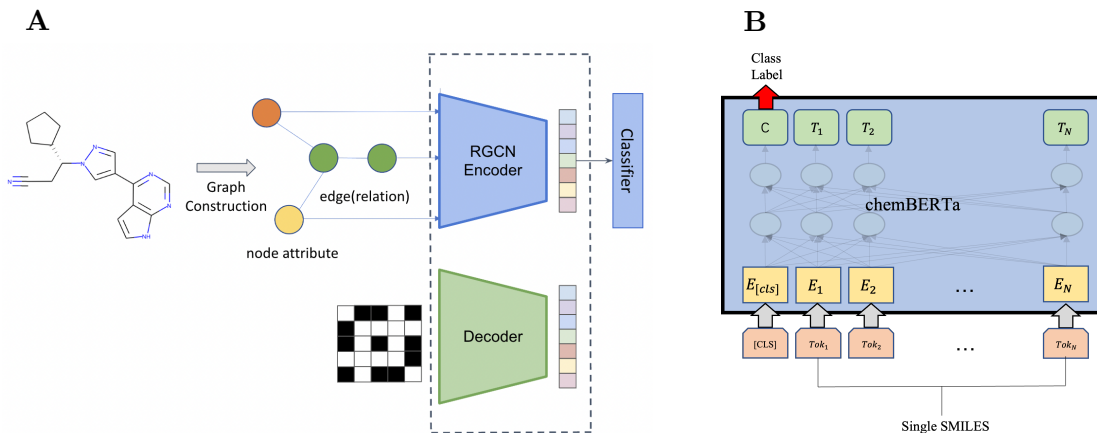 A
N
N
N
N
N
NH
Graph
Construction
edge(relation)
node attribute
RGCN
Encoder
Classifier
Decoder
B
Class
Label
C
T1
T2
TN
chemBERTa
E[cls]
E1
E2
...
EN
[CLS]
Tok1
Tok2
...
TokN
Single SMILES